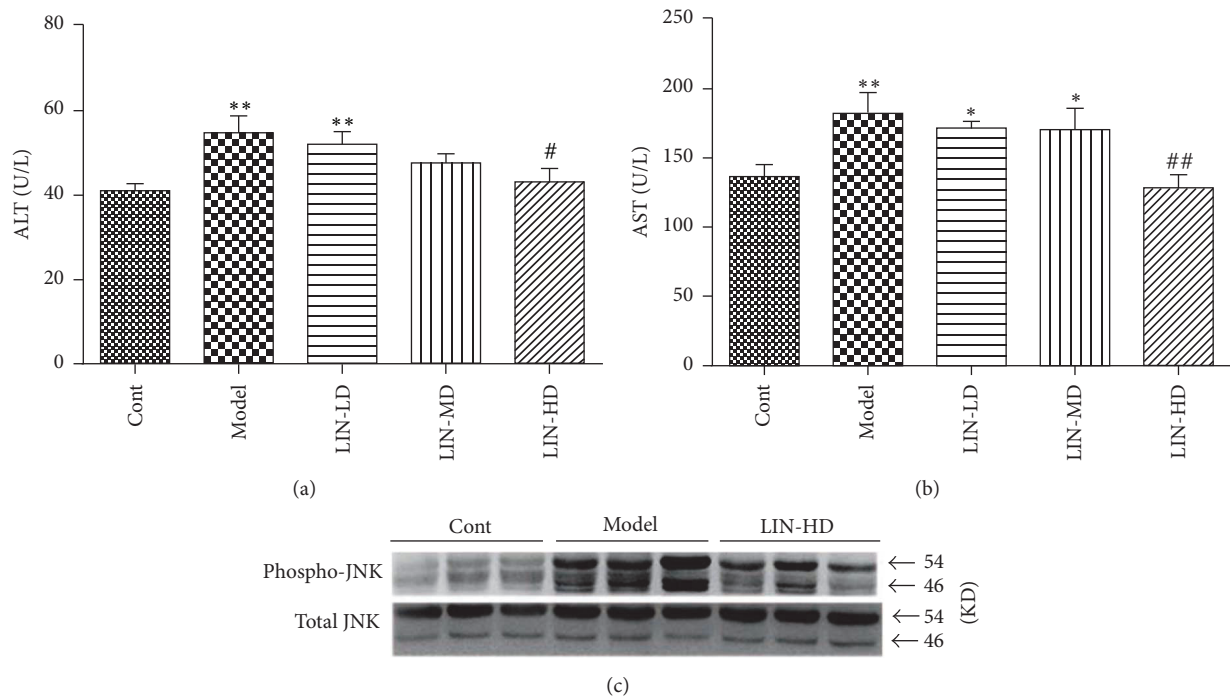 80
60
40
20
0
ALT (U/L)
**
**
#
Cont
Model
LIN-LD
LIN-MD
LIN-HD
(a)
250
200
150
100
50
0
AST (U/L)
**
*
*
##
Cont
Model
LIN-LD
LIN-MD
LIN-HD
(b)
Cont Model LIN-HD
Phospho-JNK ← 54
← 46
Total JNK ← 54
← 46
(KD)
(c)